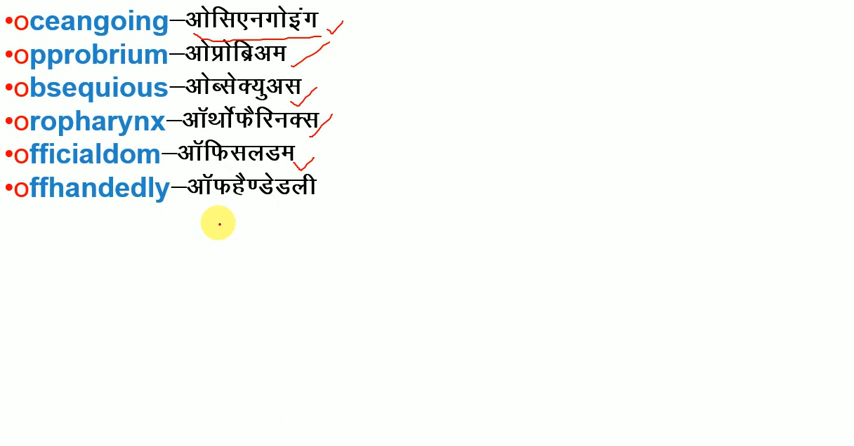 •oceangoing–ओसिएनगोइंग
•opprobrium–ओप्रोब्रिअम
•obsequious–ओब्सेक्युअस
•oropharynx–ऑर्थोफैरिनक्स
•officialdom–ऑफिसलडम
•offhandedly–ऑफहैण्डेडली